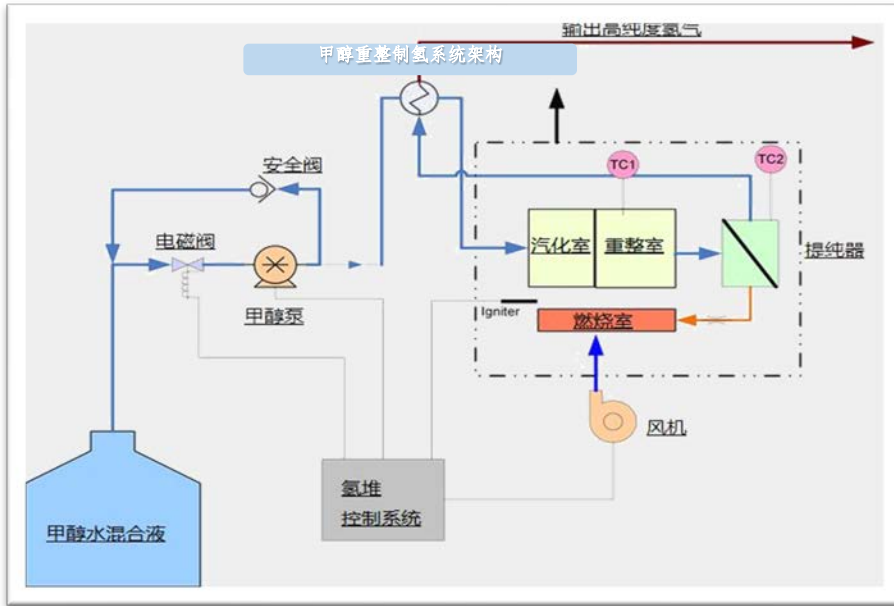 输出高纯度氢气
甲醇重整制氢系统架构
安全阀
TC1
TC2
电磁阀
汽化室
重整室
提纯器
甲醇泵
Igniter
燃烧室
风机
氢堆
控制系统
甲醇水混合液